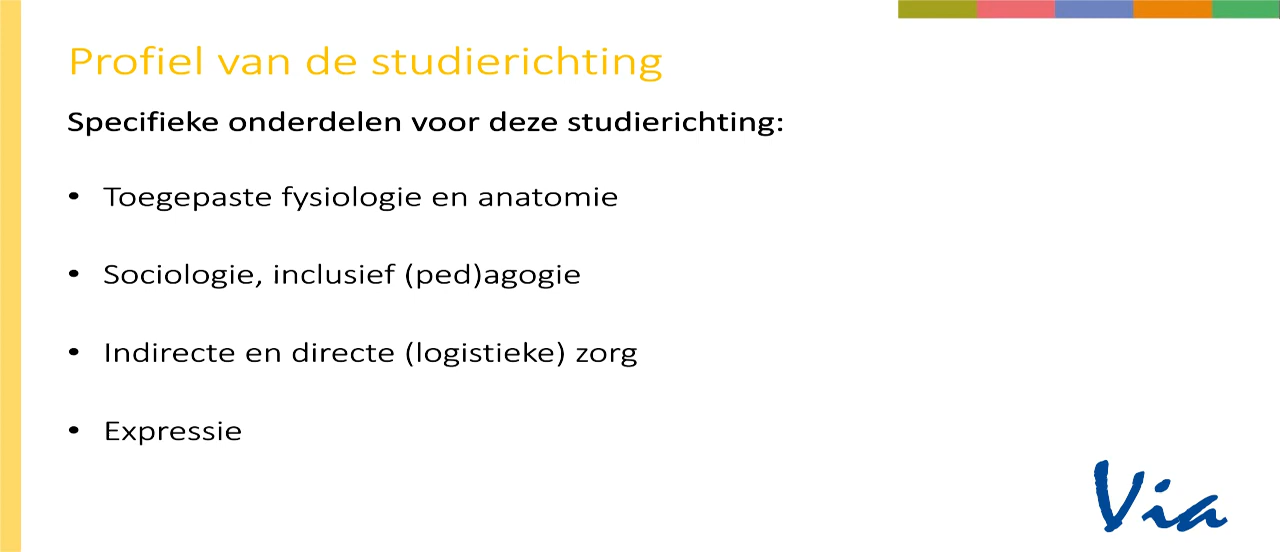 Profiel van de studierichting
Specifieke onderdelen voor deze studierichting:
• Toegepaste fysiologie en anatomie
• Sociologie, inclusief (ped)agogie
• Indirecte en directe (logistieke) zorg
• Expressie
Via